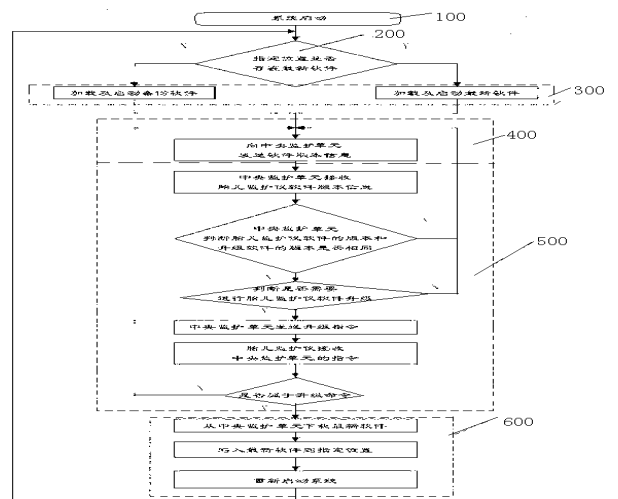 系统启动
100
200
指定位置是否
存在最新软件
Y
加载及启动备份软件
加载及启动最新软件
300
向中央监护单元
发送软件版本信息
400
中央监护单元接收
胎儿监护仪软件版本信息
中央监护单元
判断胎儿监护仪软件的版本和
升级软件的版本是否相同
500
判断是否需要
进行胎儿监护仪软件升级
中央监护单元发送升级指令
胎儿监护仪接收
中央监护单元的指令
是否属于升级命令
从中央监护单元下载最新软件
600
写入最新软件到指定位置
重新启动系统